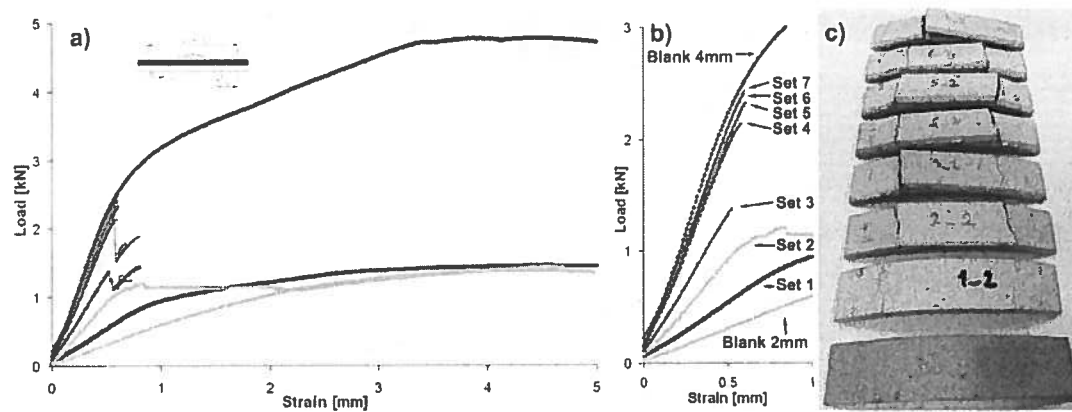 a)
5
4
3
2
1
0
Load [kN]
0
1
2
3
4
5
Strain [mm]
b)
3
2
1
0
Load [kN]
Blank 4mm
Set 7
Set 6
Set 5
Set 4
Set 3
Set 2
Set 1
Blank 2mm
0
0.5
1
Strain [mm]
c)
5-2
2-2
1-2